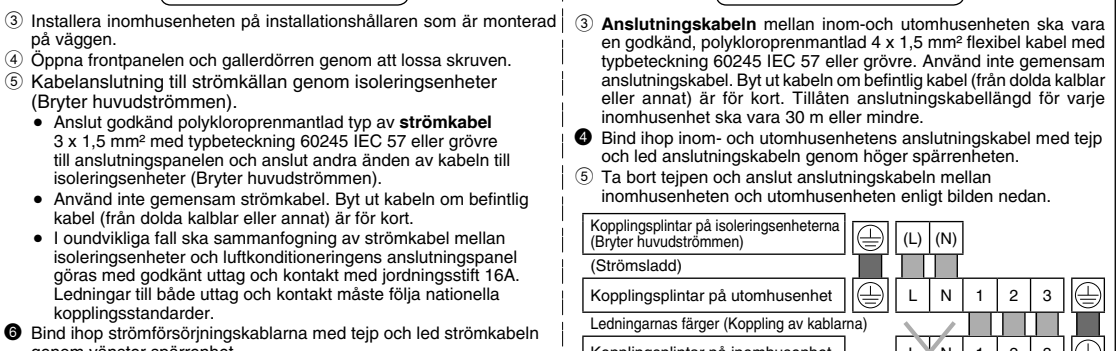 ③ Installera inomhusenheten på installationshållaren som är monterad
på väggen.
④ Öppna frontpanelen och gallerdörren genom att lossa skruven.
⑤ Kabelanslutning till strömkällan genom isoleringsenheter
(Bryter huvudströmmen).
• Anslut godkänd polykloroprenmantlad typ av strömkabel
3 x 1,5 mm² med typbeteckning 60245 IEC 57 eller grövre
till anslutningspanelen och anslut andra änden av kabeln till
isoleringsenheter (Bryter huvudströmmen).
• Använd inte gemensam strömkabel. Byt ut kabeln om befintlig
kabel (från dolda kalblar eller annat) är för kort.
• I oundvikliga fall ska sammanfogning av strömkabel mellan
isoleringsenheter och luftkonditioneringens anslutningspanel
göras med godkänt uttag och kontakt med jordningsstift 16A.
Ledningar till både uttag och kontakt måste följa nationella
kopplingsstandarder.
❻ Bind ihop strömförsörjningskablarna med tejp och led strömkabeln
genom vänster spärrenhet.
③ Anslutningskabeln mellan inom-och utomhusenheten ska vara
en godkänd, polykloroprenmantlad 4 x 1,5 mm² flexibel kabel med
typbeteckning 60245 IEC 57 eller grövre. Använd inte gemensam
anslutningskabel. Byt ut kabeln om befintlig kabel (från dolda kalblar
eller annat) är för kort. Tillåten anslutningskabellängd för varje
inomhusenhet ska vara 30 m eller mindre.
❹ Bind ihop inom- och utomhusenhetens anslutningskabel med tejp
och led anslutningskabeln genom höger spärrenheten.
⑤ Ta bort tejpen och anslut anslutningskabeln mellan
inomhusenheten och utomhusenheten enligt bilden nedan.
Kopplingsplintar på isoleringsenheterna
(Bryter huvudströmmen)
(L) (N)
(Strömsladd)
Kopplingsplintar på utomhusenhet L N 1 2 3
Ledningarnas färger (Koppling av kablarna)
Kopplingsplintar på inomhusenhet L N 1 2 3